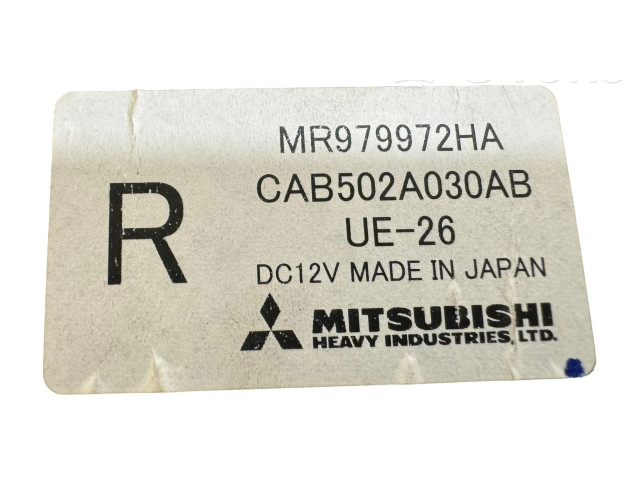 R
MR979972HA
CAB502A030AB
UE-26
DC12V MADE IN JAPAN
MITSUBISHI
HEAVY INDUSTRIES, LTD.